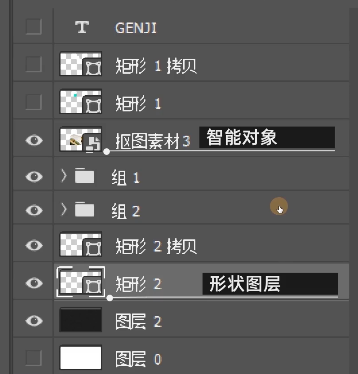 T GENJI
矩形 1 拷贝
矩形 1
抠图素材3 智能对象
组 1
组 2
矩形 2 拷贝
矩形 2 形状图层
图层 2
图层 0